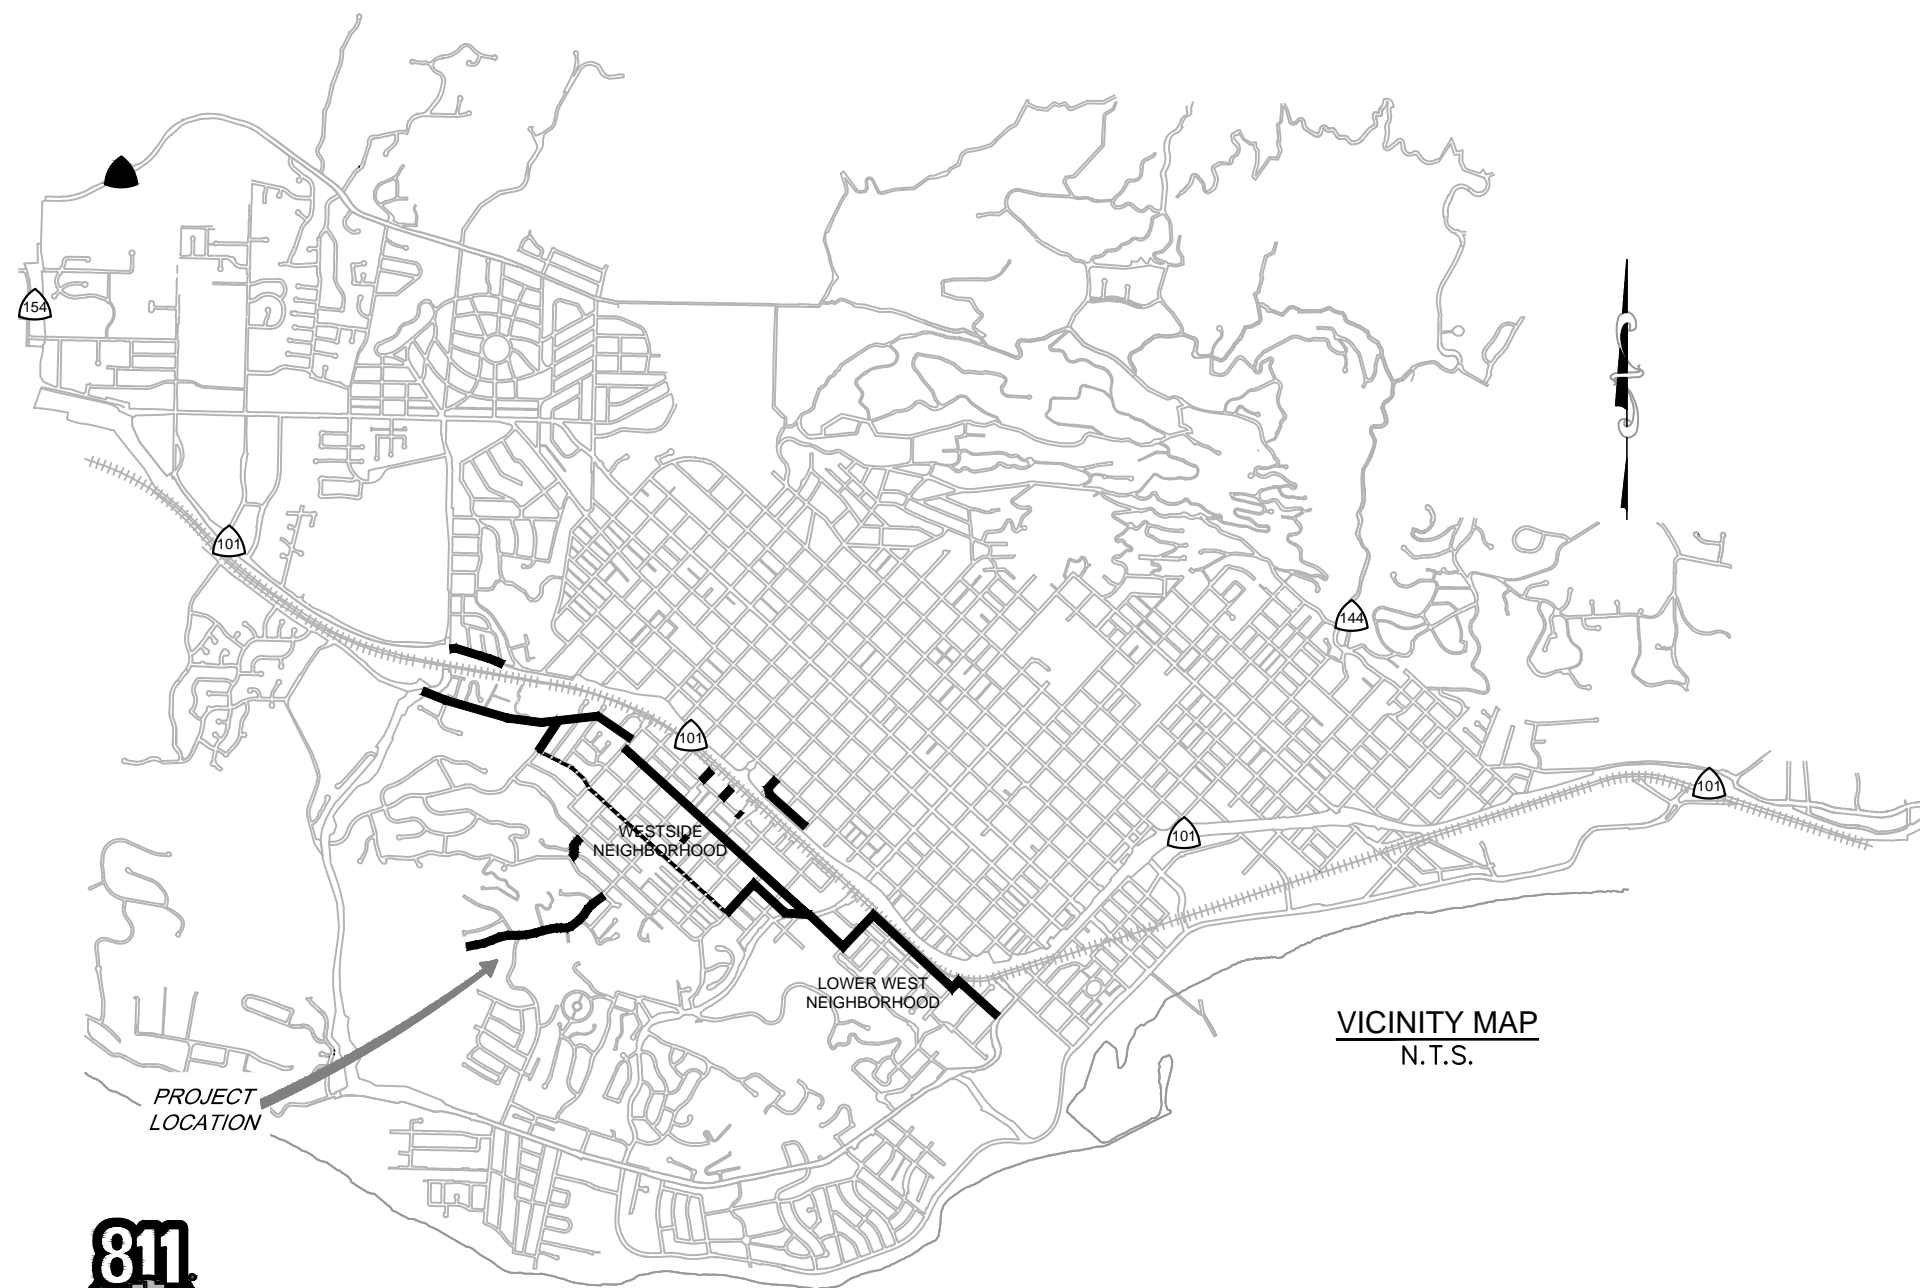 154
101
144
101
101
101
WESTSIDE
NEIGHBORHOOD
LOWER WEST
NEIGHBORHOOD
VICINITY MAP
N.T.S.
PROJECT
LOCATION
811